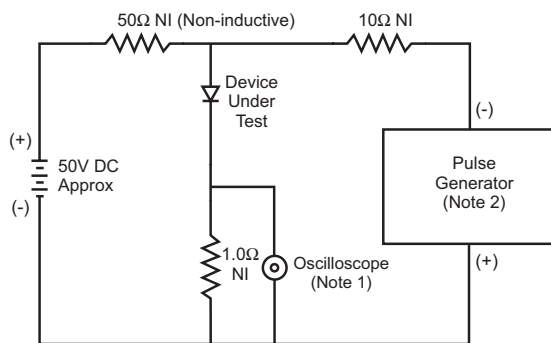 50Ω NI (Non-inductive)
10Ω NI
Device
Under
Test
(+)
50V DC
Approx
(-)
(-)
Pulse
Generator
(Note 2)
(+)
1.0Ω
NI
Oscilloscope
(Note 1)